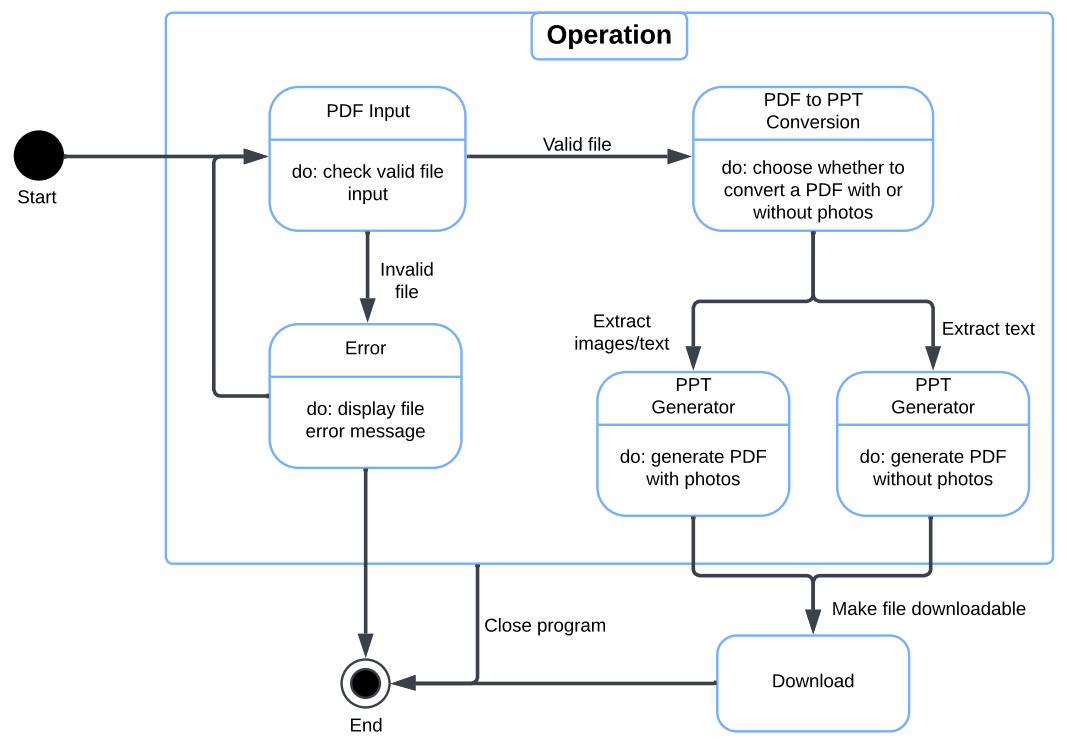 Operation
PDF Input
do: check valid file
input
Valid file
PDF to PPT
Conversion
do: choose whether to
convert a PDF with or
without photos
Start
Invalid
file
Error
do: display file
error message
Extract
images/text
Extract text
PPT
Generator
do: generate PDF
with photos
PPT
Generator
do: generate PDF
without photos
Close program
Make file downloadable
Download
End